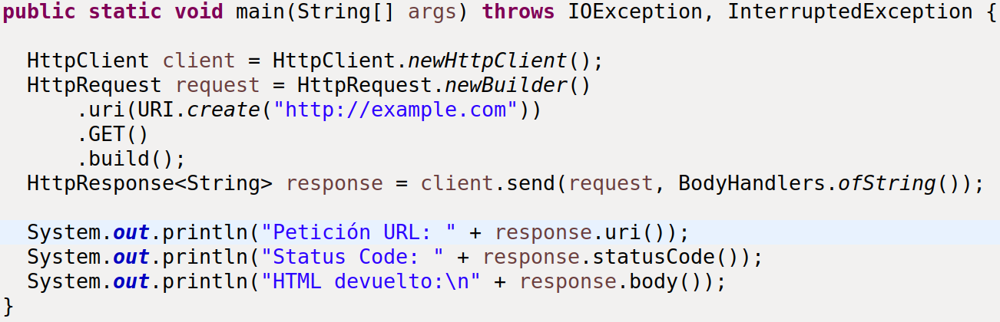 public static void main(String[] args) throws IOException, InterruptedException {
HttpClient client = HttpClient.newHttpClient();
HttpRequest request = HttpRequest.newBuilder()
.uri(URI.create("http://example.com"))
.GET()
.build();
HttpResponse<String> response = client.send(request, BodyHandlers.ofString());
System.out.println("Petición URL: " + response.uri());
System.out.println("Status Code: " + response.statusCode());
System.out.println("HTML devuelto:\n" + response.body());
}